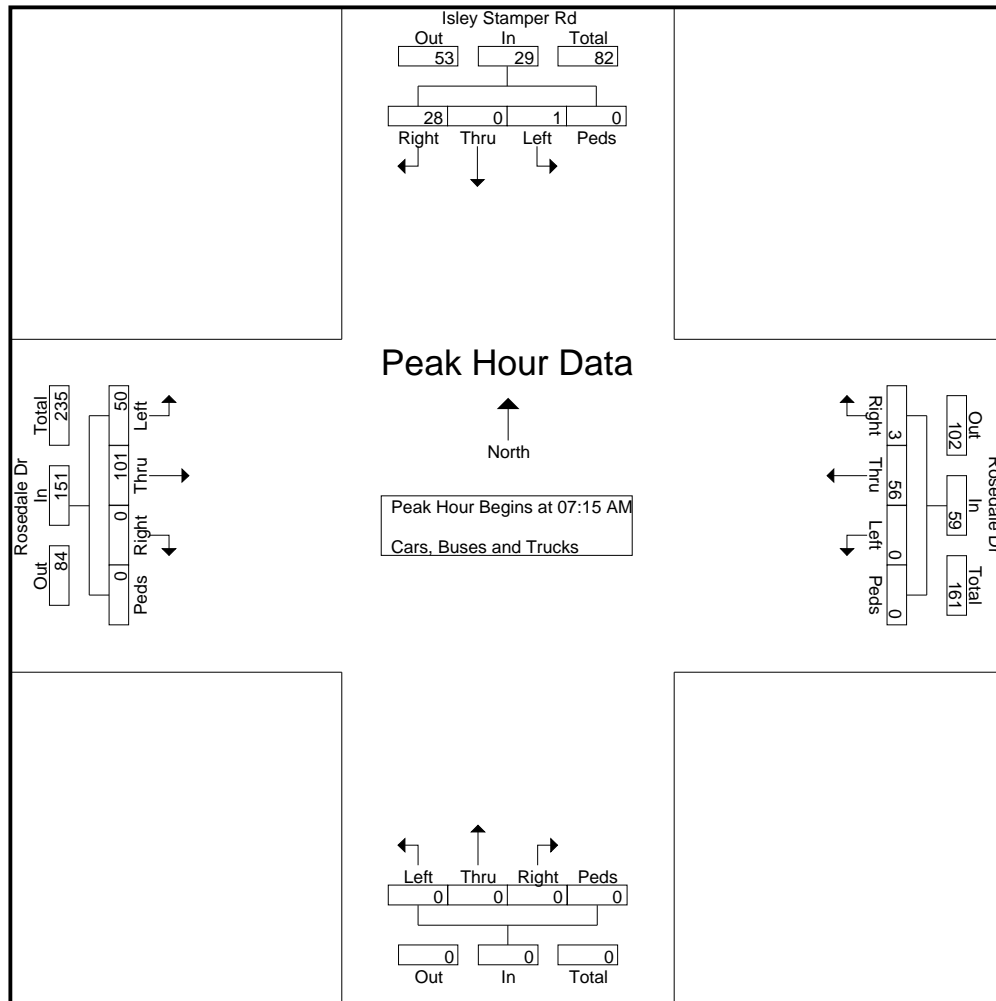 Isley Stamper Rd
Out In Total
53 29 82
28 0 1 0
Right Thru Left Peds
Peak Hour Data
North
Peak Hour Begins at 07:15 AM
Cars, Buses and Trucks
Rosedale Dr
Total In Out
235 151 84
50 101 0 0
Left Thru Right Peds
Rosedale Dr
Out In Total
102 59 161
3 56 0 0
Right Thru Left Peds
Left Thru Right Peds
0 0 0 0
0 0 0
Out In Total